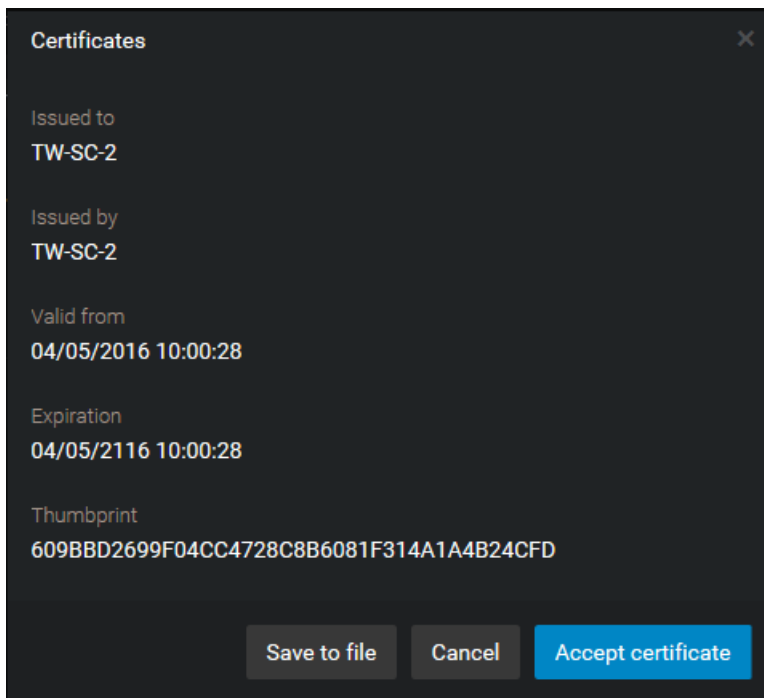 Certificates
Issued to
TW-SC-2
Issued by
TW-SC-2
Valid from
04/05/2016 10:00:28
Expiration
04/05/2116 10:00:28
Thumbprint
609BBD2699F04CC4728C8B6081F314A1A4B24CFD
Save to file Cancel Accept certificate